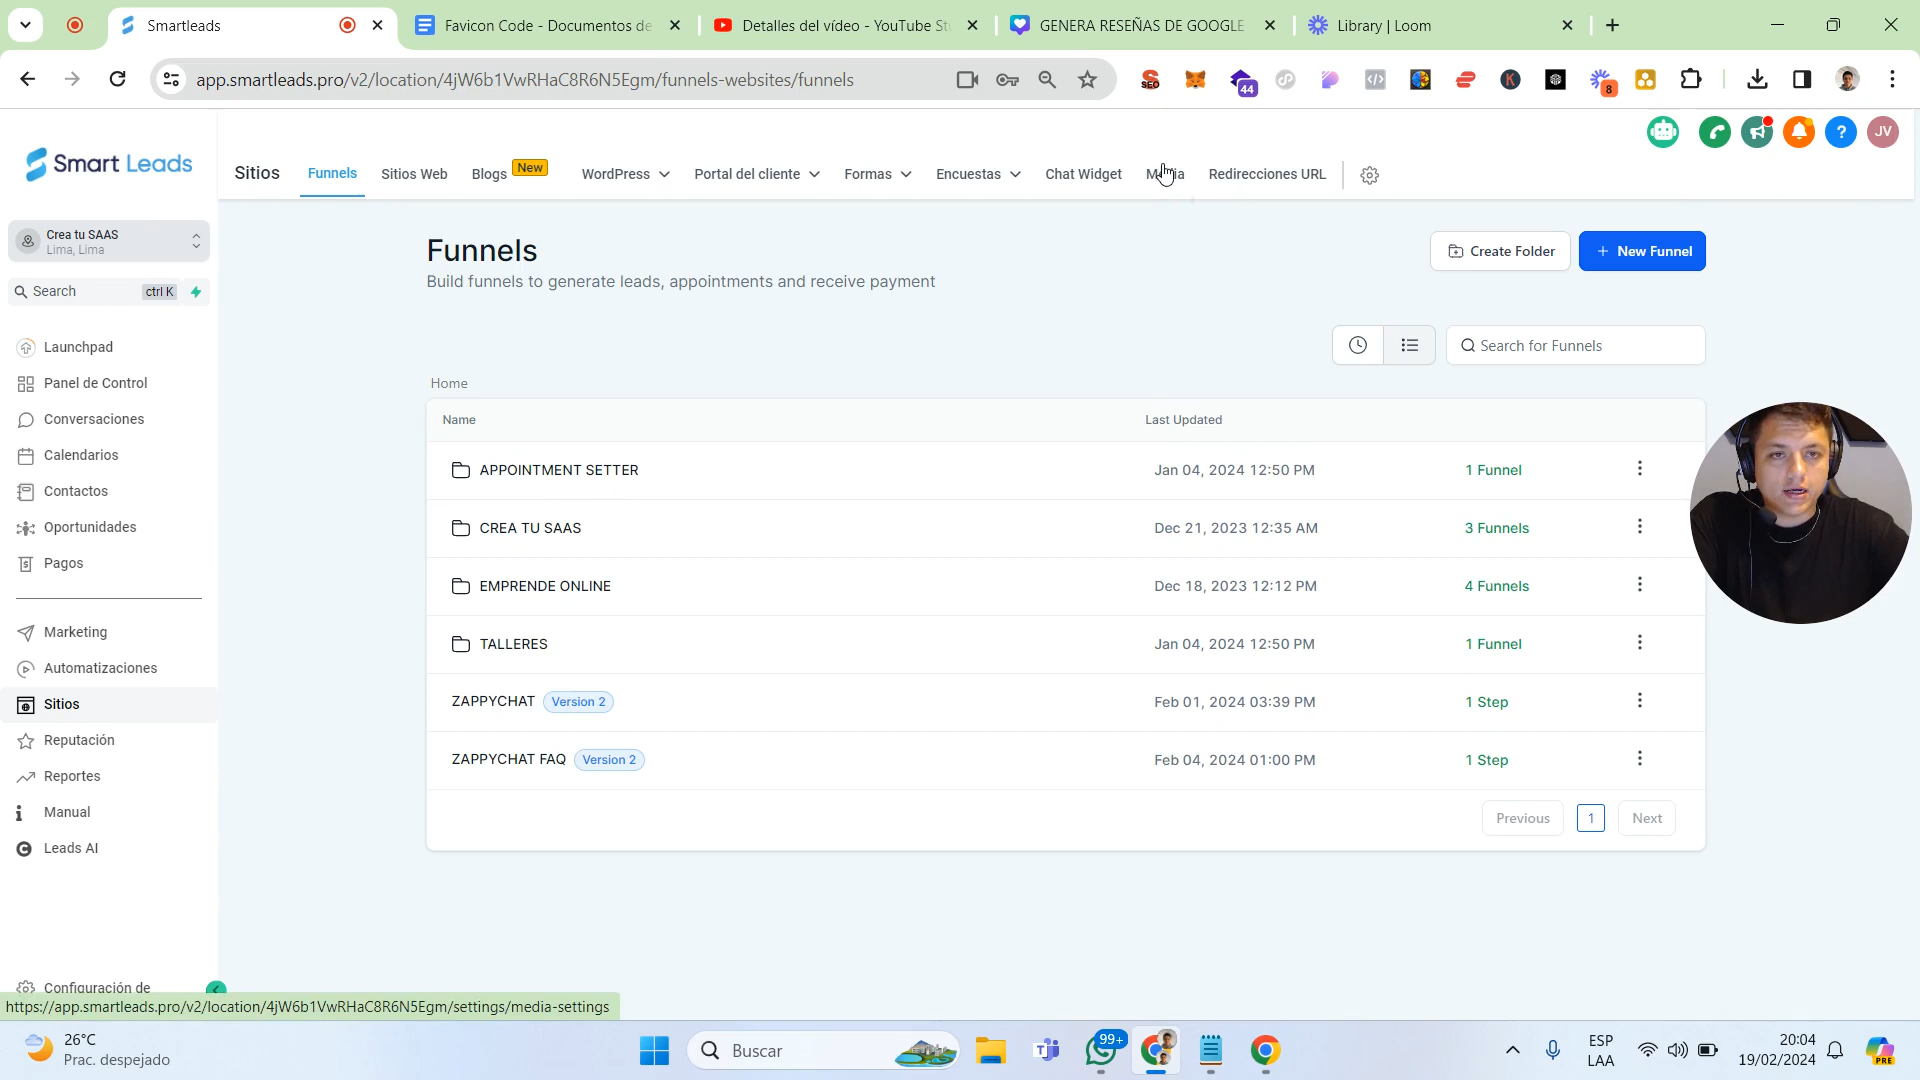 Smartleads
Favicon Code - Documentos de
Detalles del vídeo - YouTube Stu
GENERA RESEÑAS DE GOOGLE
Library | Loom
app.smartleads.pro/v2/location/4jW6b1VwRHaC8R6N5Egm/funnels-websites/funnels
SEO
44
K
8
Smart Leads
JV
Sitios
Funnels
Sitios Web
Blogs
New
WordPress
Portal del cliente
Formas
Encuestas
Chat Widget
Redirecciones URL
Crea tu SAAS
Lima, Lima
Search
ctrl K
Launchpad
Panel de Control
Conversaciones
Calendarios
Contactos
Oportunidades
Pagos
Marketing
Automatizaciones
Sitios
Reputación
Reportes
Manual
Leads AI
Configuración de
Funnels
Build funnels to generate leads, appointments and receive payment
Create Folder
+ New Funnel
Search for Funnels
Home
Name Last Updated
APPOINTMENT SETTER Jan 04, 2024 12:50 PM 1 Funnel
CREA TU SAAS Dec 21, 2023 12:35 AM 3 Funnels
EMPRENDE ONLINE Dec 18, 2023 12:12 PM 4 Funnels
TALLERES Jan 04, 2024 12:50 PM 1 Funnel
ZAPPYCHAT Version 2 Feb 01, 2024 03:39 PM 1 Step
ZAPPYCHAT FAQ Version 2 Feb 04, 2024 01:00 PM 1 Step
Previous 1 Next
https://app.smartleads.pro/v2/location/4jW6b1VwRHaC8R6N5Egm/settings/media-settings
26°C
Prac. despejado
Buscar
99+
ESP
LAA
20:04
19/02/2024
PRE